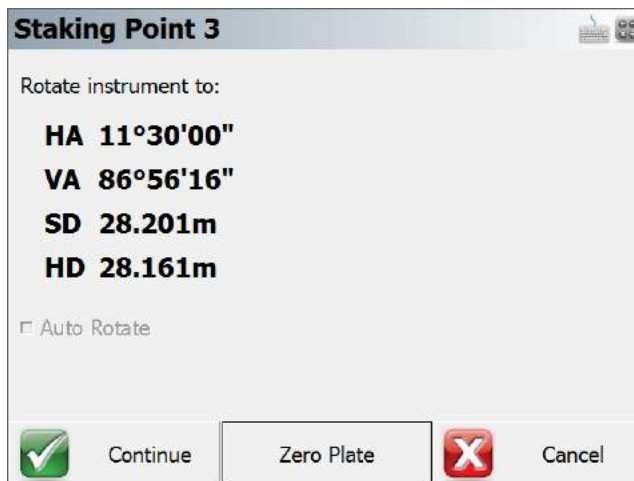 Staking Point 3
Rotate instrument to:
HA 11°30'00"
VA 86°56'16"
SD 28.201m
HD 28.161m
Auto Rotate
Continue Zero Plate Cancel